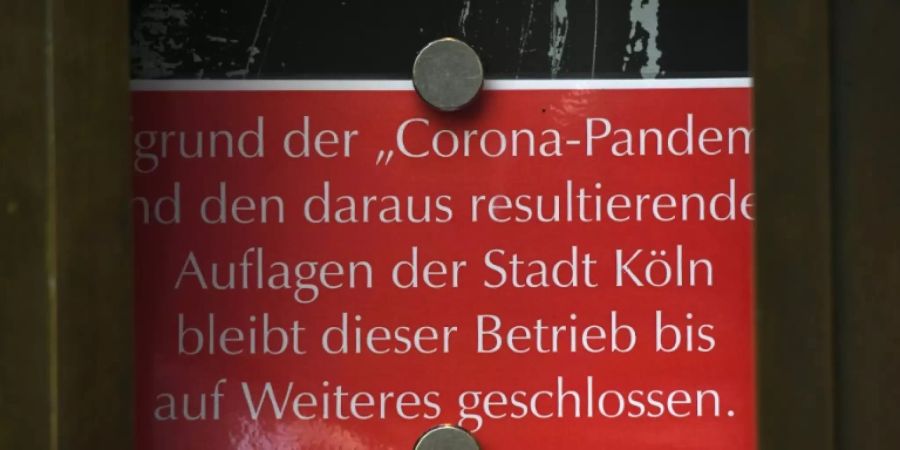 grund der „Corona-Pandem
nd den daraus resultierende
Auflagen der Stadt Köln
bleibt dieser Betrieb bis
auf Weiteres geschlossen.